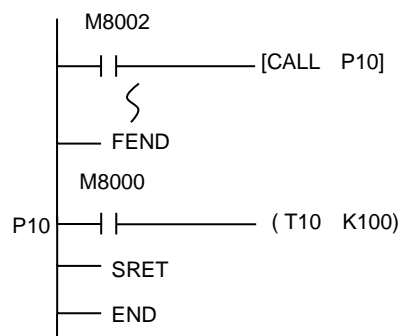 M8002
[CALL P10]
FEND
M8000
P10 ( T10 K100)
SRET
END